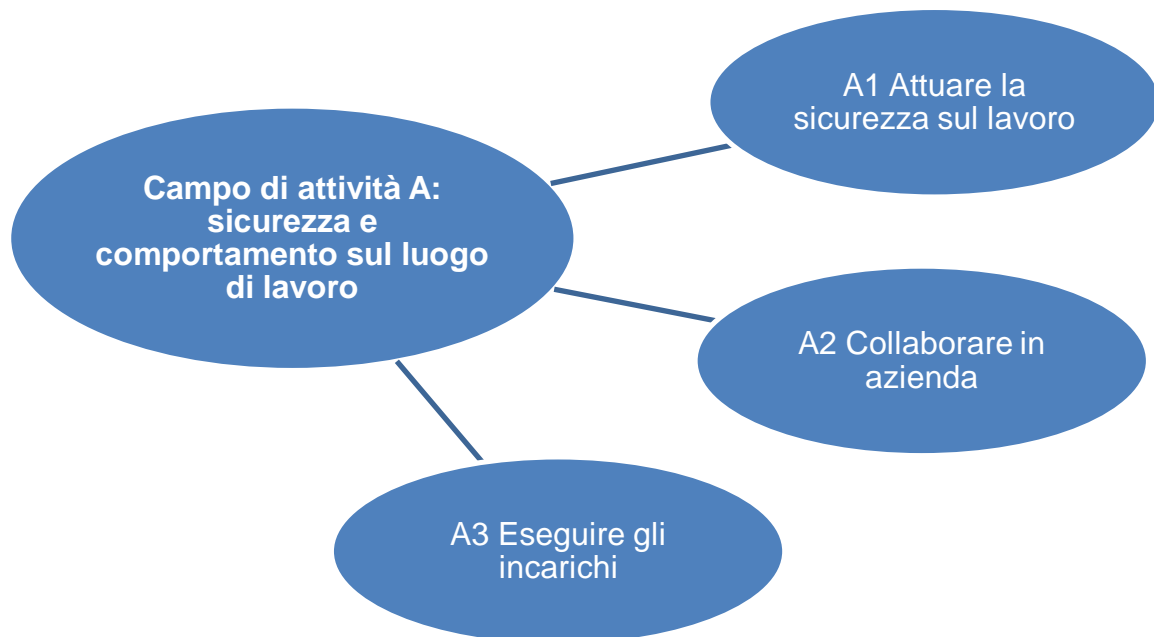 A1 Attuare la
sicurezza sul lavoro
Campo di attività A:
sicurezza e
comportamento sul luogo
di lavoro
A2 Collaborare in
azienda
A3 Eseguire gli
incarichi